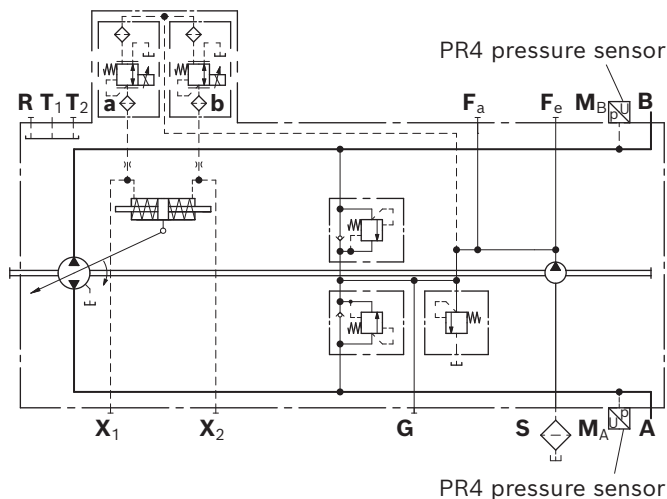 PR4 pressure sensor
a b
R T1 T2 Fa Fe MB p U B
X1 X2 G S MA U p A
PR4 pressure sensor